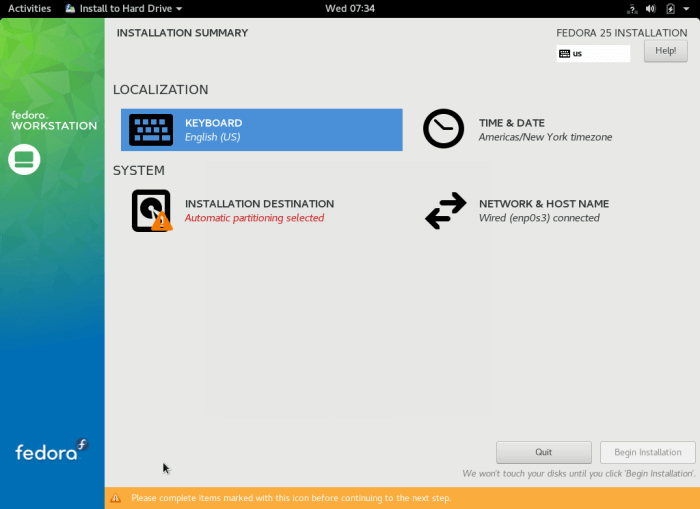 Activities Install to Hard Drive Wed 07:34
INSTALLATION SUMMARY
FEDORA 25 INSTALLATION
us
Help!
fedora
WORKSTATION
LOCALIZATION
KEYBOARD
English (US)
TIME & DATE
Americas/New York timezone
SYSTEM
INSTALLATION DESTINATION
Automatic partitioning selected
NETWORK & HOST NAME
Wired (enp0s3) connected
fedora
Quit
Begin Installation
We won't touch your disks until you click 'Begin Installation'.
Please complete items marked with this icon before continuing to the next step.